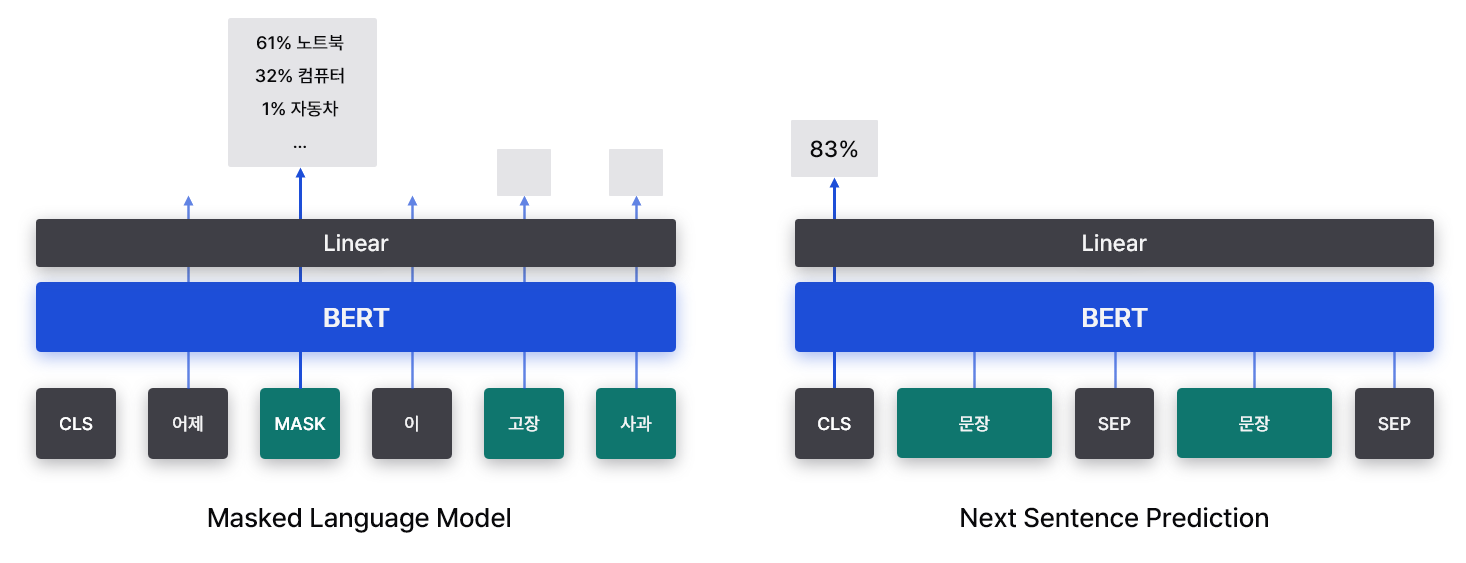 61% 노트북
32% 컴퓨터
1% 자동차
...
Linear
BERT
CLS 어제 MASK 이 고장 사과
Masked Language Model
83%
Linear
BERT
CLS 문장 SEP 문장 SEP
Next Sentence Prediction